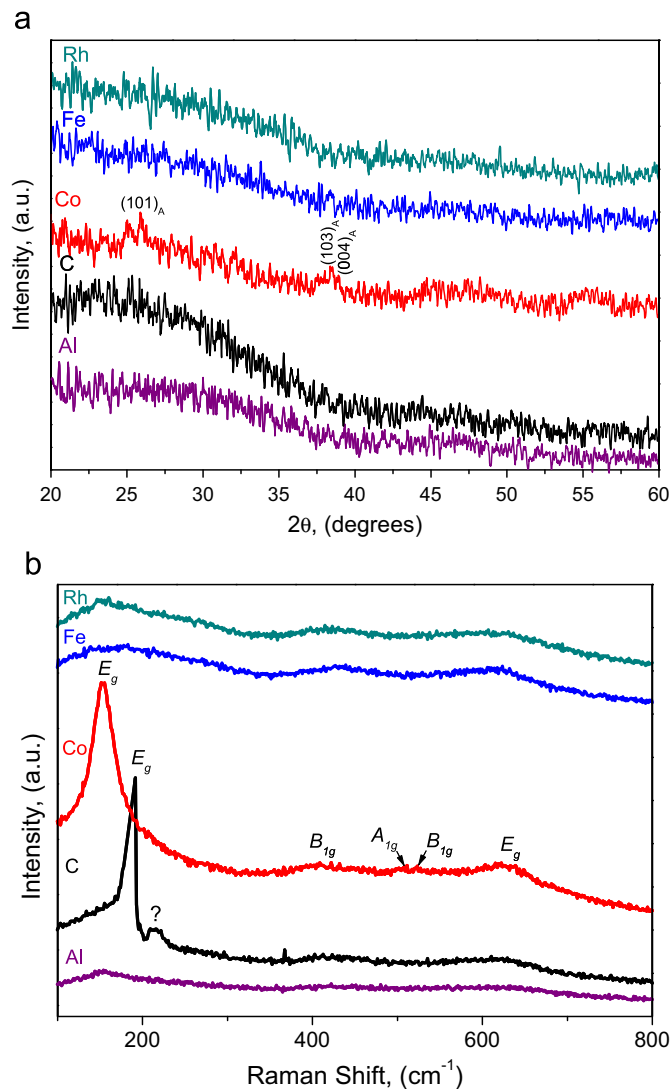 a
Rh
Fe
Co
(101)A
(103)A
(004)A
C
Al
Intensity, (a.u.)
20 25 30 35 40 45 50 55 60
2θ, (degrees)
b
Rh
Fe
Eg
Co
Eg
B1g
A1g
B1g
Eg
C
?
Al
Intensity, (a.u.)
200 400 600 800
Raman Shift, (cm-1)